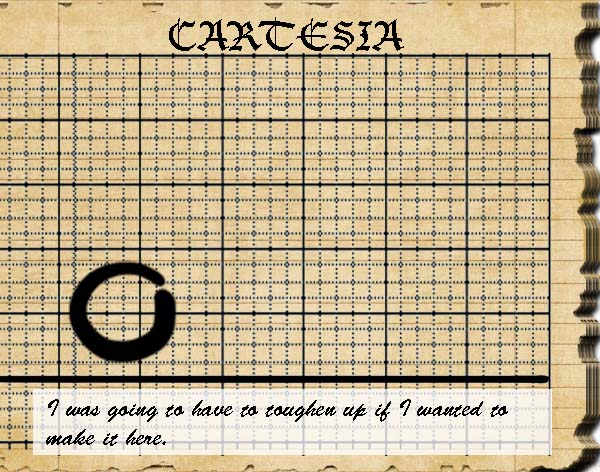 CARTESIA
I was going to have to toughen up if I wanted to
make it here.